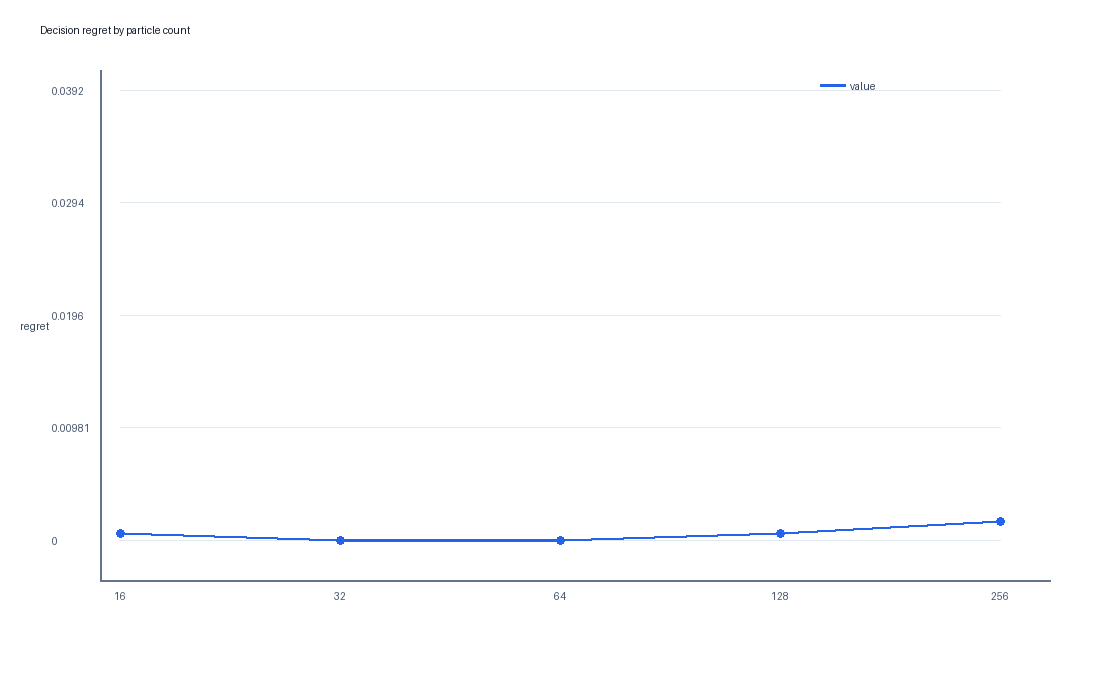 Decision regret by particle count
value
0.0392
0.0294
0.0196
regret
0.00981
0
16 32 64 128 256